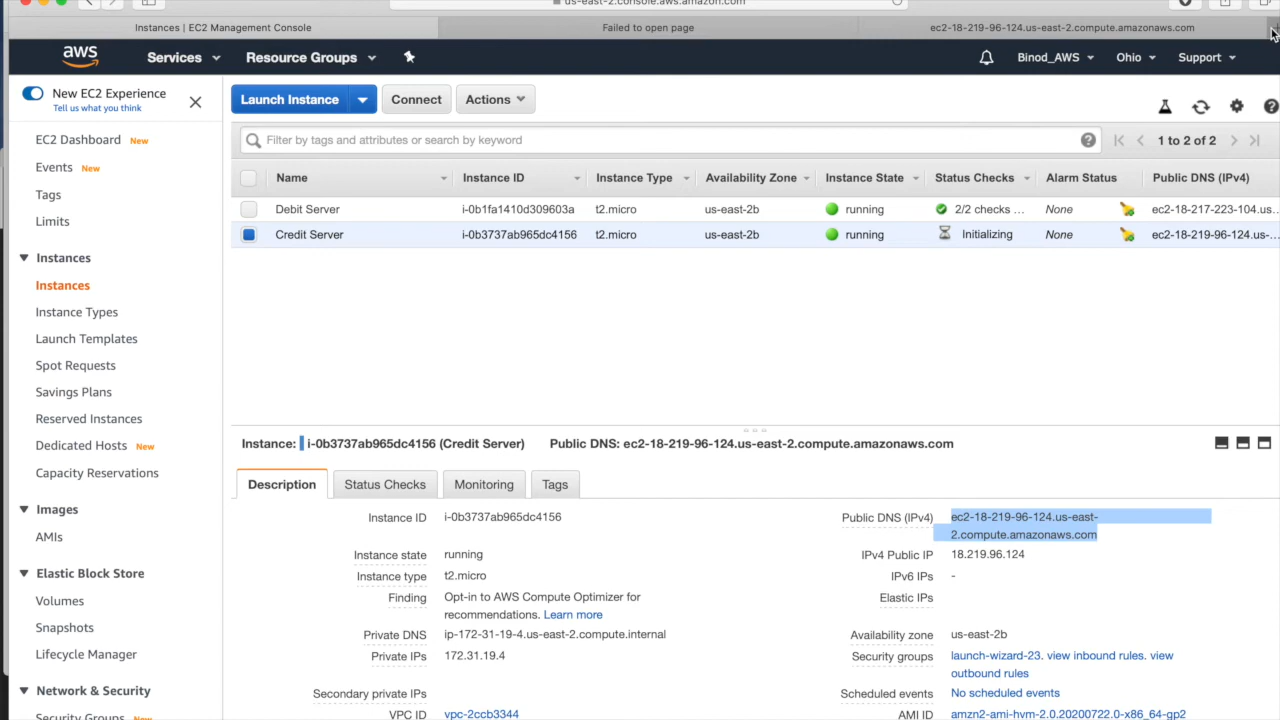 us-east-2.console.aws.amazon.com
Instances | EC2 Management Console
Failed to open page
ec2-18-219-96-124.us-east-2.compute.amazonaws.com
aws
Services
Resource Groups
Binod_AWS
Ohio
Support
New EC2 Experience
Tell us what you think
EC2 Dashboard New
Events New
Tags
Limits
Instances
Instances
Instance Types
Launch Templates
Spot Requests
Savings Plans
Reserved Instances
Dedicated Hosts New
Capacity Reservations
Images
AMIs
Elastic Block Store
Volumes
Snapshots
Lifecycle Manager
Network & Security
Security Groups New
Launch Instance
Connect
Actions
Filter by tags and attributes or search by keyword
1 to 2 of 2
Name Instance ID Instance Type Availability Zone Instance State Status Checks Alarm Status Public DNS (IPv4)
Debit Server i-0b1fa1410d309603a t2.micro us-east-2b running 2/2 checks ... None ec2-18-217-223-104.us...
Credit Server i-0b3737ab965dc4156 t2.micro us-east-2b running Initializing None ec2-18-219-96-124.us-...
Instance: i-0b3737ab965dc4156 (Credit Server) Public DNS: ec2-18-219-96-124.us-east-2.compute.amazonaws.com
Description
Status Checks
Monitoring
Tags
Instance ID i-0b3737ab965dc4156
Instance state running
Instance type t2.micro
Finding Opt-in to AWS Compute Optimizer for
recommendations. Learn more
Private DNS ip-172-31-19-4.us-east-2.compute.internal
Private IPs 172.31.19.4
Secondary private IPs
VPC ID vpc-2ccb3344
Public DNS (IPv4) ec2-18-219-96-124.us-east-
2.compute.amazonaws.com
IPv4 Public IP 18.219.96.124
IPv6 IPs -
Elastic IPs
Availability zone us-east-2b
Security groups launch-wizard-23. view inbound rules. view
outbound rules
Scheduled events No scheduled events
AMI ID amzn2-ami-hvm-2.0.20200722.0-x86_64-gp2